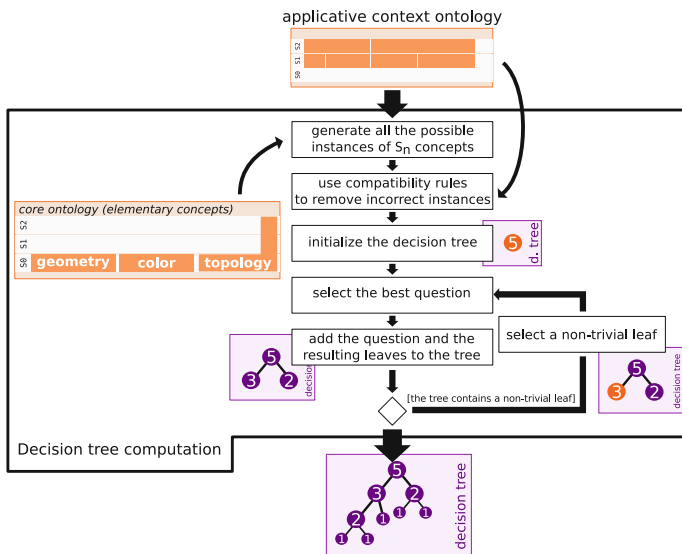 applicative context ontology
S2
S1
S0
generate all the possible
instances of Sn concepts
use compatibility rules
to remove incorrect instances
core ontology (elementary concepts)
S2
S1
S0
geometry
color
topology
initialize the decision tree
5
d. tree
select the best question
select a non-trivial leaf
add the question and the
resulting leaves to the tree
5
3
2
decision
5
3
2
decision tree
[the tree contains a non-trivial leaf]
Decision tree computation
5
3
2
2
1
1
1
1
1
decision tree